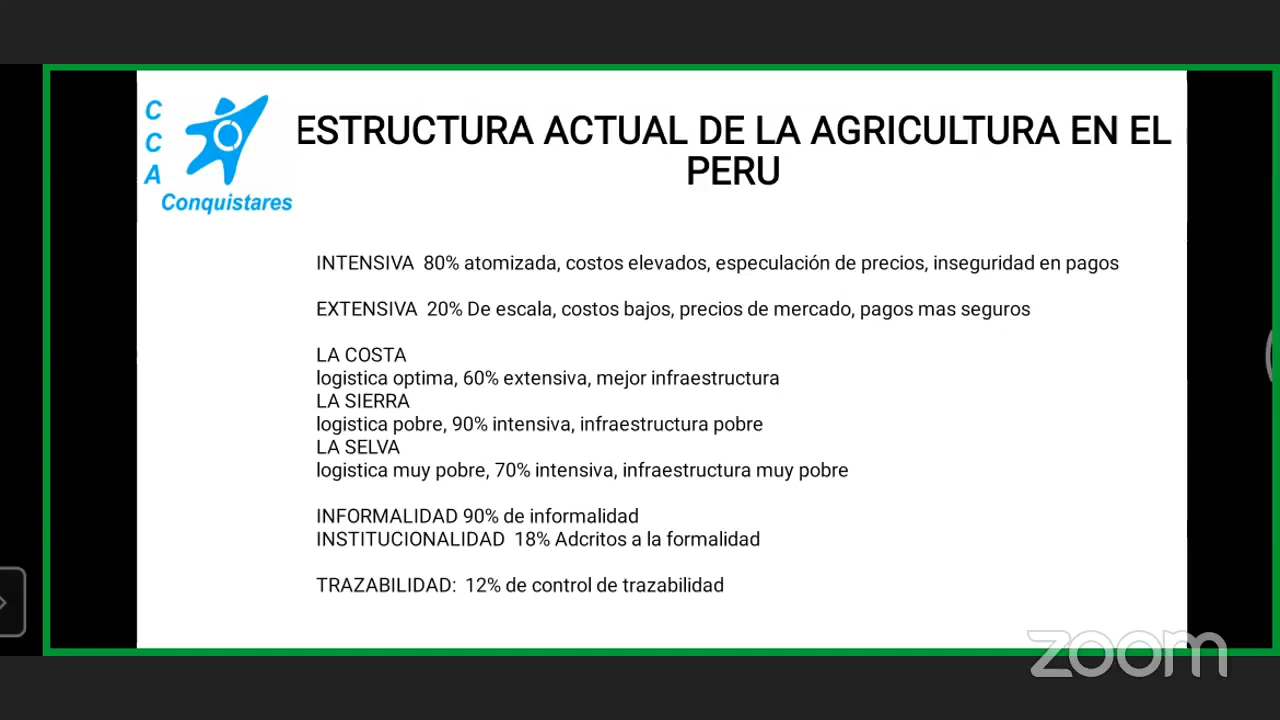 C
C
A
Conquistares
ESTRUCTURA ACTUAL DE LA AGRICULTURA EN EL
PERU
INTENSIVA 80% atomizada, costos elevados, especulación de precios, inseguridad en pagos
EXTENSIVA 20% De escala, costos bajos, precios de mercado, pagos mas seguros
LA COSTA
logistica optima, 60% extensiva, mejor infraestructura
LA SIERRA
logistica pobre, 90% intensiva, infraestructura pobre
LA SELVA
logistica muy pobre, 70% intensiva, infraestructura muy pobre
INFORMALIDAD 90% de informalidad
INSTITUCIONALIDAD 18% Adcritos a la formalidad
TRAZABILIDAD: 12% de control de trazabilidad
zoom